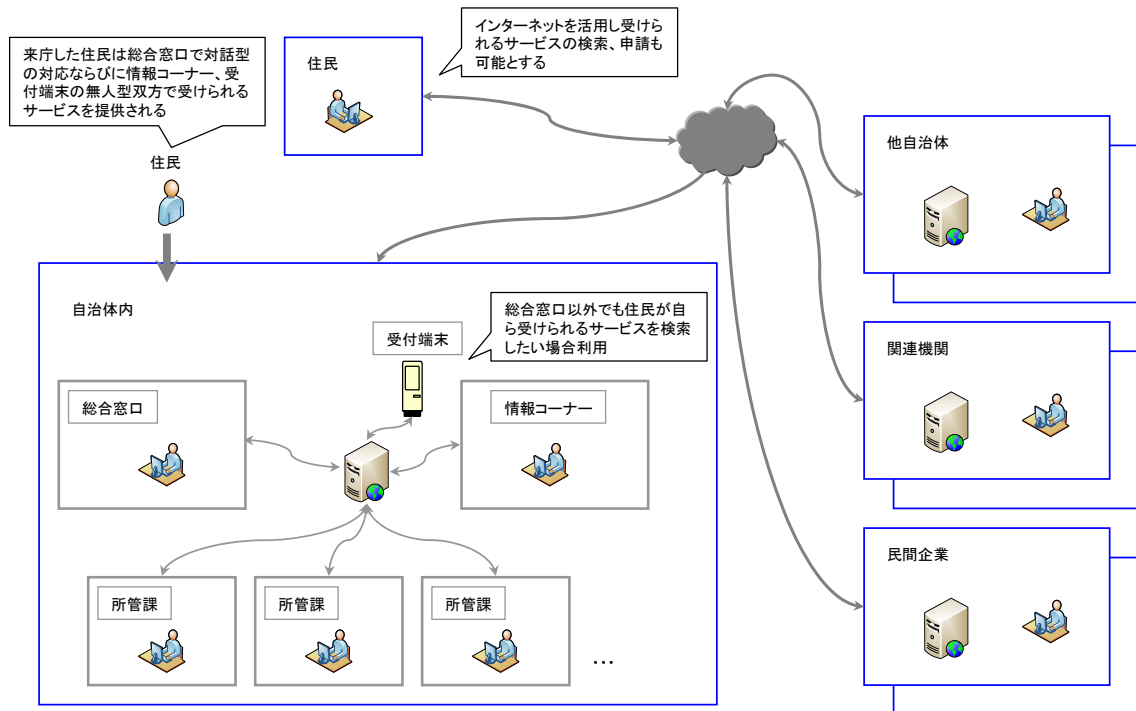 来庁した住民は総合窓口で対話型
の対応ならびに情報コーナー、受
付端末の無人型双方で受けられる
サービスを提供される
住民
住民
インターネットを活用し受けら
れるサービスの検索、申請も
可能とする
他自治体
関連機関
民間企業
自治体内
受付端末
総合窓口以外でも住民が自
ら受けられるサービスを検索
したい場合利用
総合窓口
情報コーナー
所管課
所管課
所管課
…